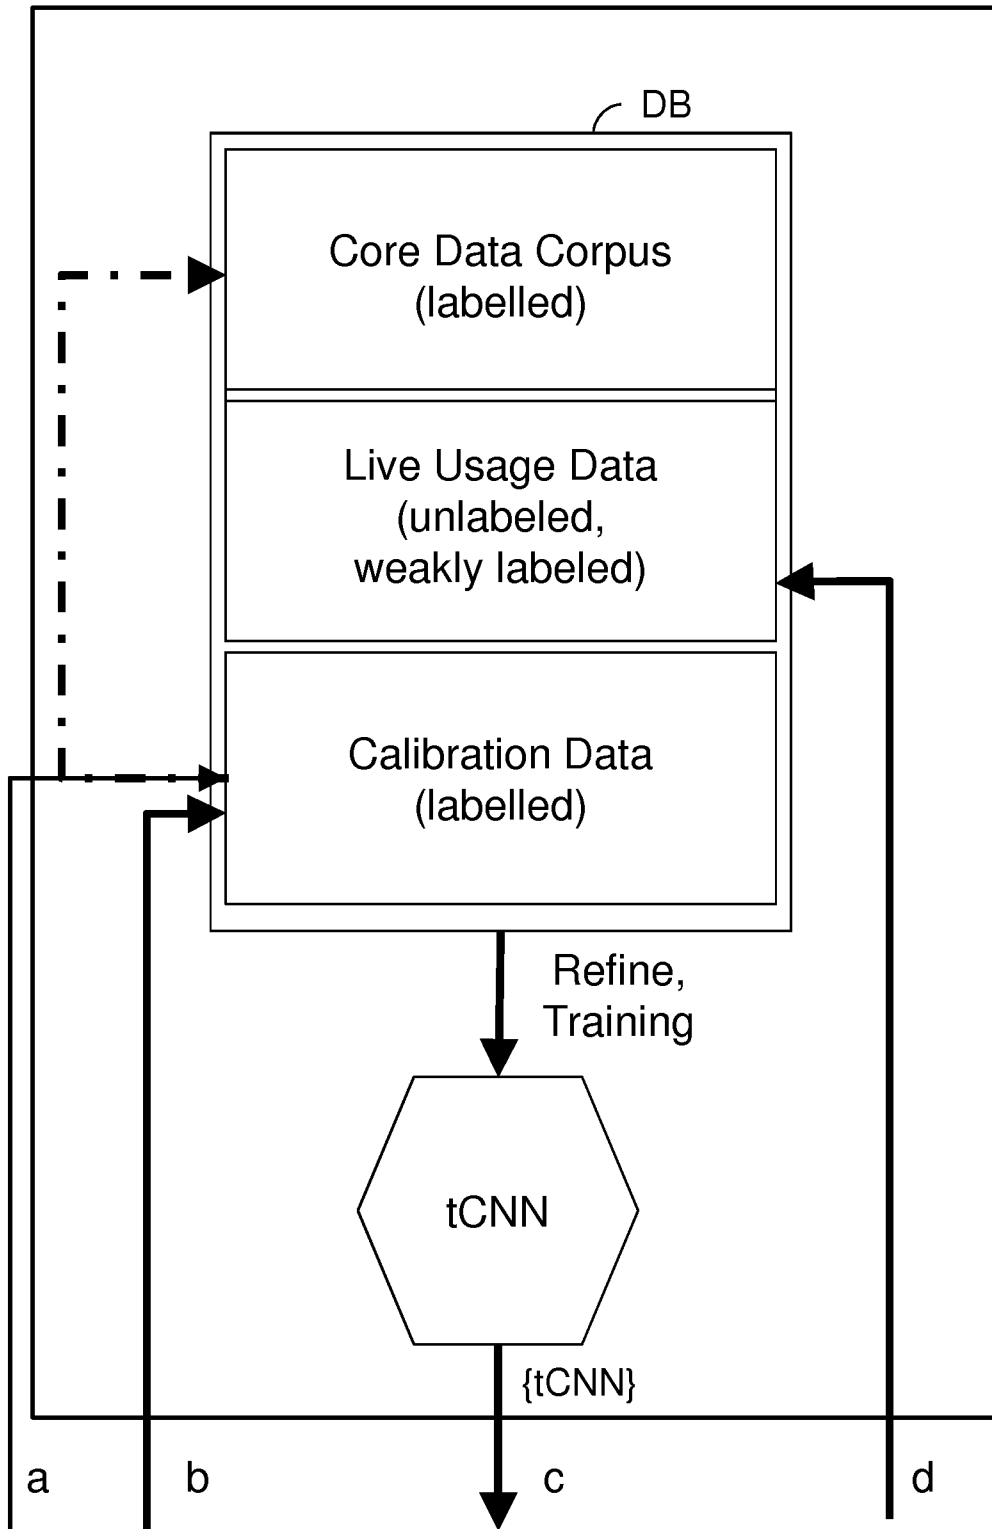 DB
Core Data Corpus
(labelled)
Live Usage Data
(unlabeled,
weakly labeled)
Calibration Data
(labelled)
Refine,
Training
tCNN
{tCNN}
a
b
c
d